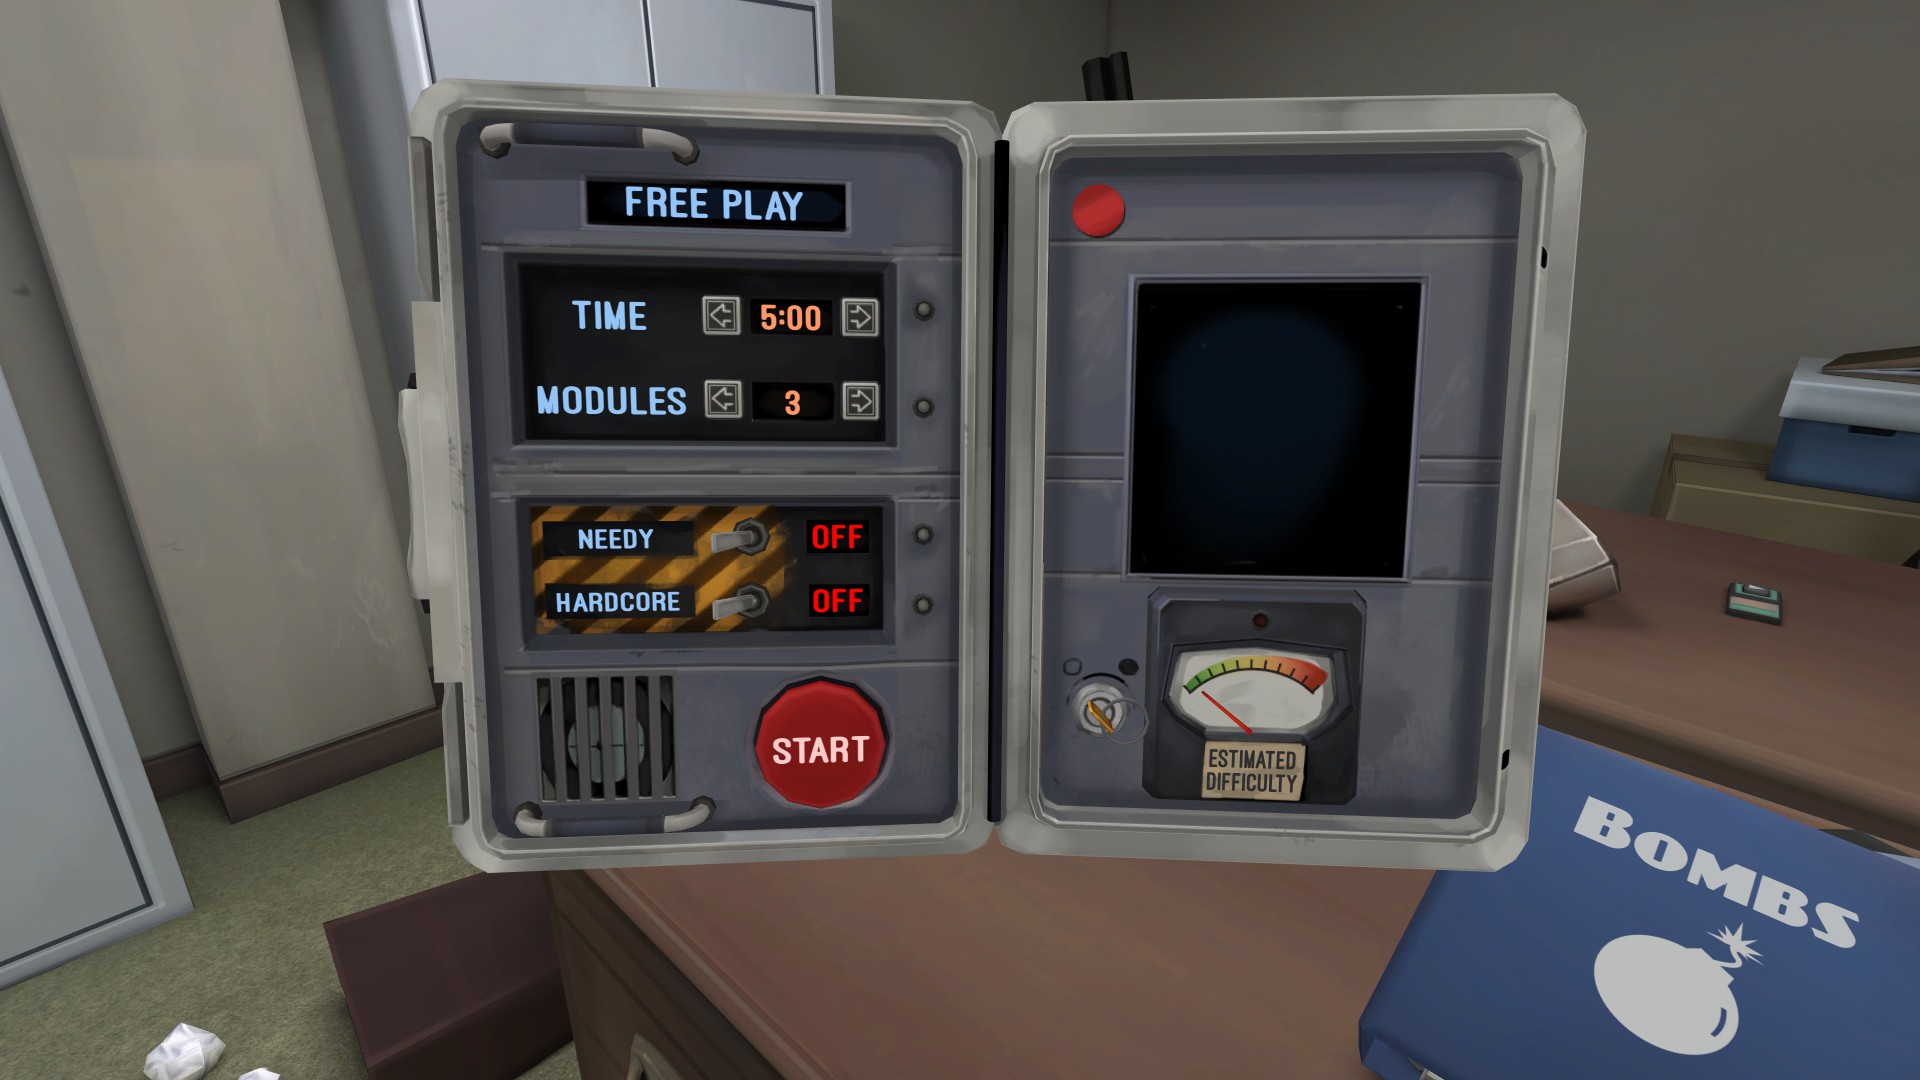 FREE PLAY
TIME 5:00
MODULES 3
NEEDY OFF
HARDCORE OFF
START
ESTIMATED
DIFFICULTY
BOMBS